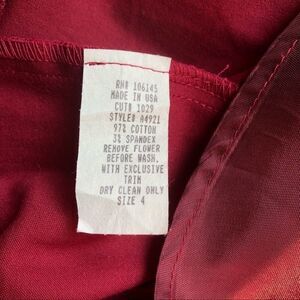 RN# 106145
MADE IN USA
CUT# 1029
STYLE# A4921
97% COTTON
3% SPANDEX
REMOVE FLOWER
BEFORE WASH.
WITH EXCLUSIVE
TRIM
DRY CLEAN ONLY
SIZE 4